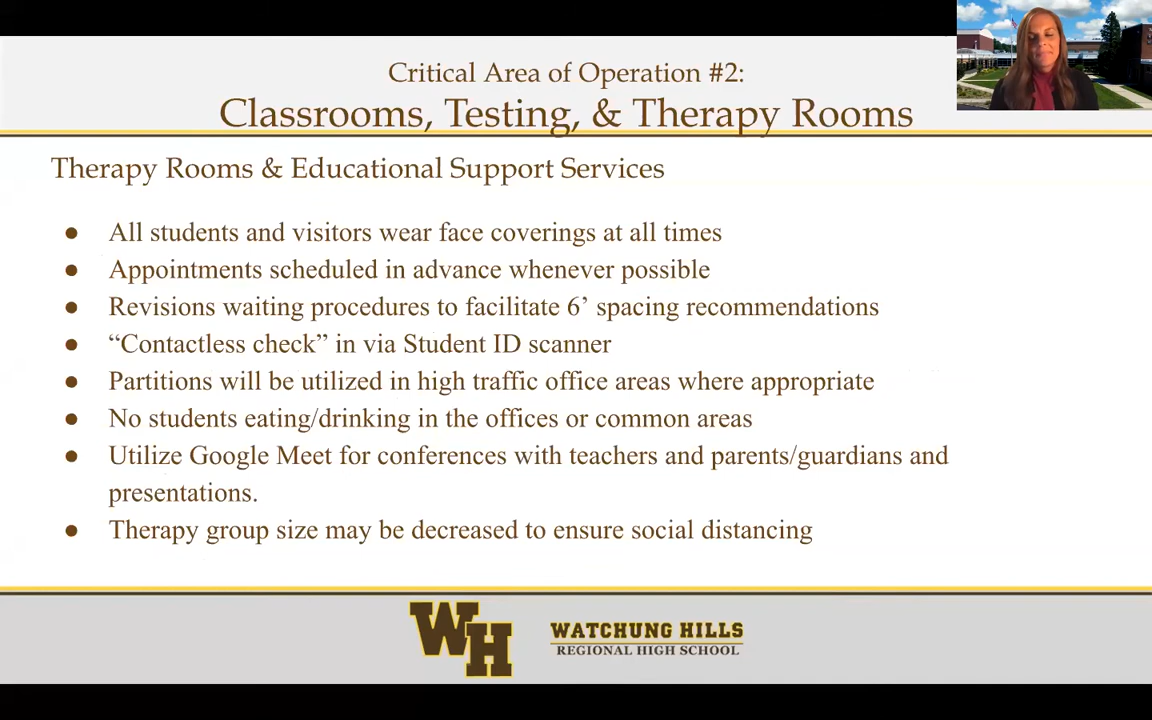 Critical Area of Operation #2:
Classrooms, Testing, & Therapy Rooms
Therapy Rooms & Educational Support Services
● All students and visitors wear face coverings at all times
● Appointments scheduled in advance whenever possible
● Revisions waiting procedures to facilitate 6’ spacing recommendations
● “Contactless check” in via Student ID scanner
● Partitions will be utilized in high traffic office areas where appropriate
● No students eating/drinking in the offices or common areas
● Utilize Google Meet for conferences with teachers and parents/guardians and
presentations.
● Therapy group size may be decreased to ensure social distancing
WH
WATCHUNG HILLS
REGIONAL HIGH SCHOOL